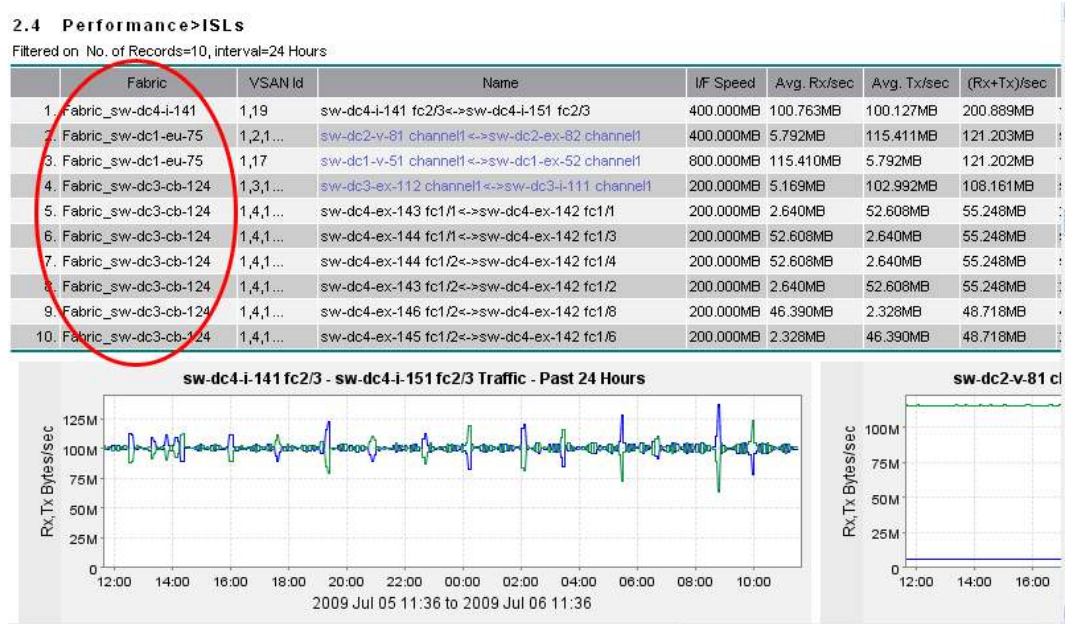 2.4 Performance>ISLs
Filtered on No. of Records=10, interval=24 Hours
Fabric VSAN Id Name I/F Speed Avg. Rx/sec Avg. Tx/sec (Rx+Tx)/sec
1. Fabric_sw-dc4-i-141 1,19 sw-dc4-i-141 fc2/3<->sw-dc4-i-151 fc2/3 400.000MB 100.763MB 100.127MB 200.889MB
2. Fabric_sw-dc1-eu-75 1,2,1... sw-dc2-v-81 channel1<->sw-dc2-ex-82 channel1 400.000MB 5.792MB 115.411MB 121.203MB
3. Fabric_sw-dc1-eu-75 1,17 sw-dc1-v-51 channel1<->sw-dc1-ex-52 channel1 800.000MB 115.410MB 5.792MB 121.202MB
4. Fabric_sw-dc3-cb-124 1,3,1... sw-dc3-ex-112 channel1<->sw-dc3-i-111 channel1 200.000MB 5.169MB 102.992MB 108.161MB
5. Fabric_sw-dc3-cb-124 1,4,1... sw-dc4-ex-143 fc1/1<->sw-dc4-ex-142 fc1/1 200.000MB 2.640MB 52.608MB 55.248MB
6. Fabric_sw-dc3-cb-124 1,4,1... sw-dc4-ex-144 fc1/1<->sw-dc4-ex-142 fc1/3 200.000MB 52.608MB 2.640MB 55.248MB
7. Fabric_sw-dc3-cb-124 1,4,1... sw-dc4-ex-144 fc1/2<->sw-dc4-ex-142 fc1/4 200.000MB 52.608MB 2.640MB 55.248MB
8. Fabric_sw-dc3-cb-124 1,4,1... sw-dc4-ex-143 fc1/2<->sw-dc4-ex-142 fc1/2 200.000MB 2.640MB 52.608MB 55.248MB
9. Fabric_sw-dc3-cb-124 1,4,1... sw-dc4-ex-146 fc1/2<->sw-dc4-ex-142 fc1/8 200.000MB 46.390MB 2.328MB 48.718MB
10. Fabric_sw-dc3-cb-124 1,4,1... sw-dc4-ex-145 fc1/2<->sw-dc4-ex-142 fc1/6 200.000MB 2.328MB 46.390MB 48.718MB
sw-dc4-i-141 fc2/3 - sw-dc4-i-151 fc2/3 Traffic - Past 24 Hours
Rx,Tx Bytes/sec
125M
100M
75M
50M
25M
0
12:00 14:00 16:00 18:00 20:00 22:00 00:00 02:00 04:00 06:00 08:00 10:00
2009 Jul 05 11:36 to 2009 Jul 06 11:36
sw-dc2-v-81
Rx,Tx Bytes/sec
100M
75M
50M
25M
0
12:00 14:00 16:00